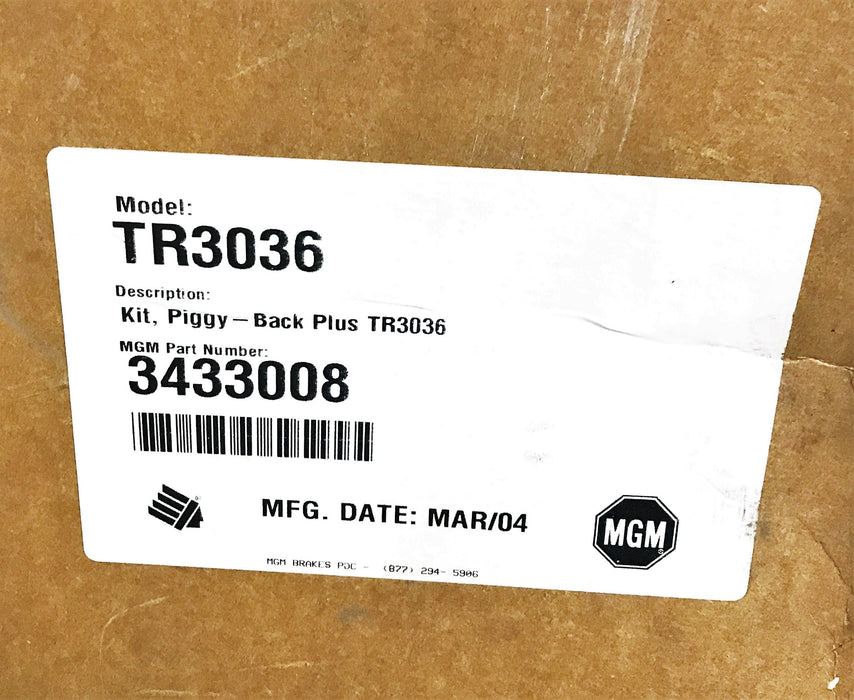 Model:
TR3036
Description:
Kit, Piggy—Back Plus TR3036
MGM Part Number:
3433008
MFG. DATE: MAR/04
MGM
MGM BRAKES PDC - (877) 294- 5906